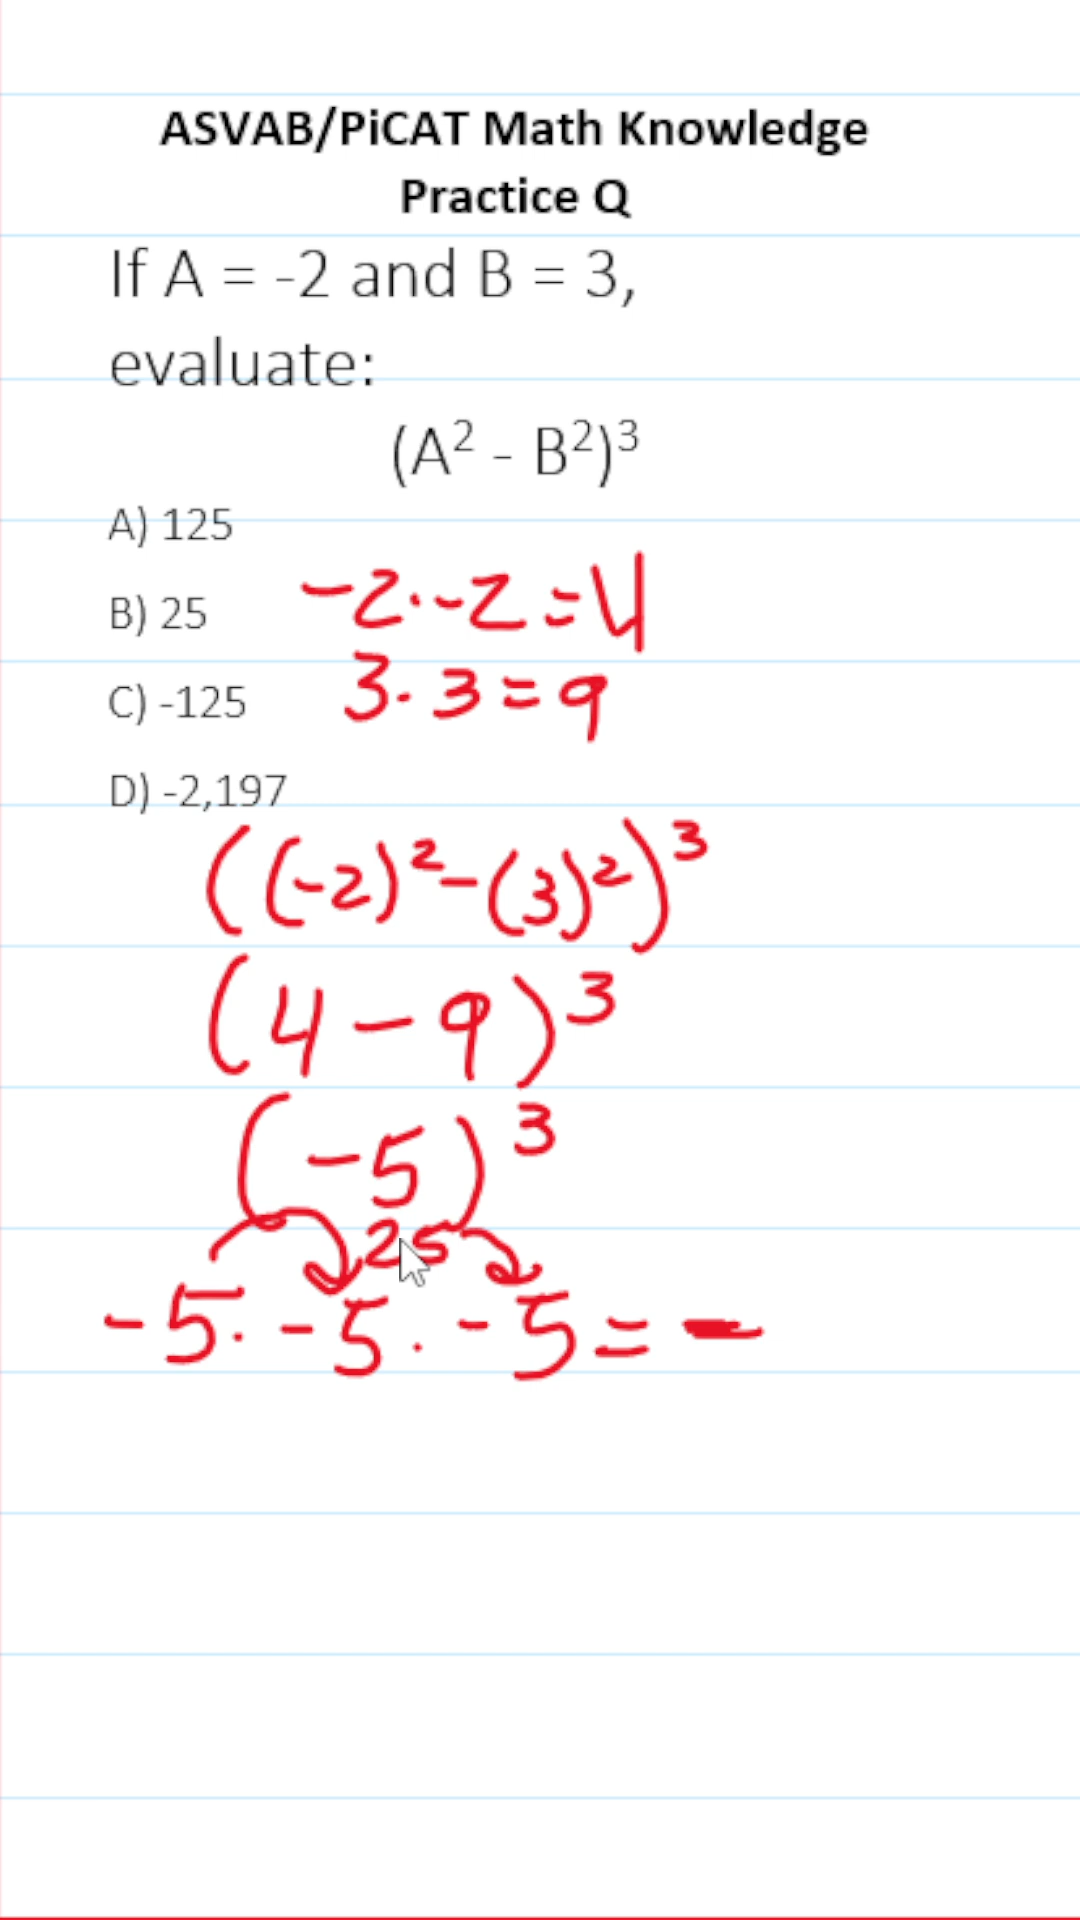 ASVAB/PiCAT Math Knowledge
Practice Q
If A = -2 and B = 3,
evaluate:
(A² - B²)³
A) 125
B) 25
-2·-2=4
C) -125
3·3=9
D) -2,197
((-2)²-(3)²)³
(4-9)³
(-5)³
25
-5·-5·-5=-